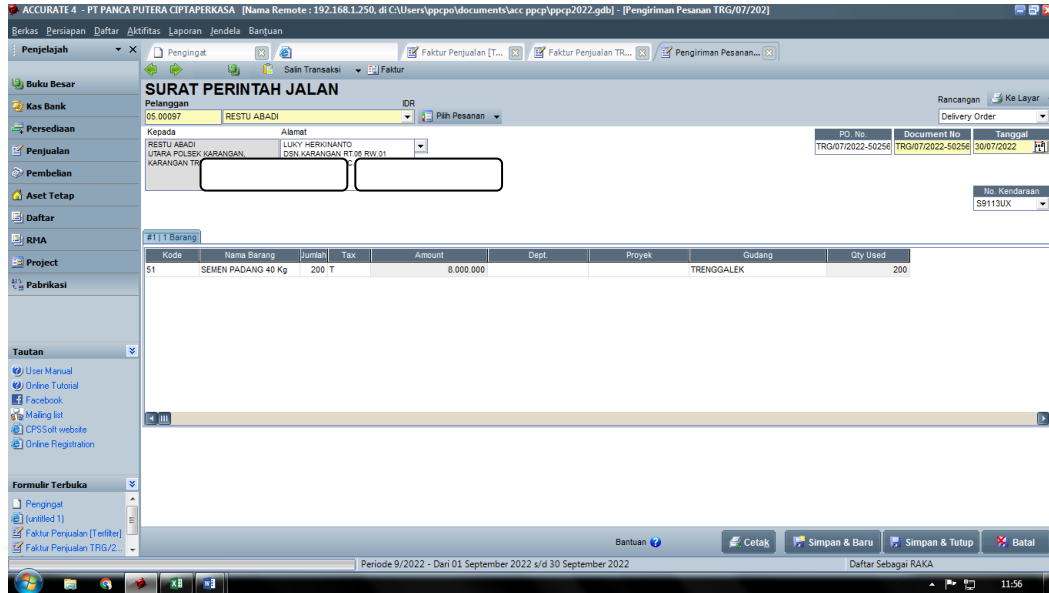 ACCURATE 4 - PT PANCA PUTERA CIPTAPERKASA [Nama Remote : 192.168.1.250, di C:\Users\ppcpo\documents\acc ppcp\ppcp2022.gdb] - [Pengiriman Pesanan TRG/07/202]
Berkas Persiapan Daftar Aktifitas Laporan Jendela Bantuan
Penjelajah
Pengingat
Faktur Penjualan [T...
Faktur Penjualan TR...
Pengiriman Pesanan...
Salin Transaksi
Faktur
Buku Besar
Kas Bank
Persediaan
Penjualan
Pembelian
Aset Tetap
Daftar
RMA
Project
Pabrikasi
SURAT PERINTAH JALAN
Pelanggan IDR
05.00097 RESTU ABADI Pilih Pesanan
Rancangan Ke Layar
Delivery Order
Kepada Alamat
RESTU ABADI
UTARA POLSEK KARANGAN,
KARANGAN TR
LUKY HERKINANTO
DSN.KARANGAN RT.06 RW.01
PO. No. Document No Tanggal
TRG/07/2022-50256 TRG/07/2022-50256 30/07/2022
No. Kendaraan
S9113UX
#1 | 1 Barang
Kode Nama Barang Jumlah Tax Amount Dept. Proyek Gudang Qty Used
51 SEMEN PADANG 40 Kg 200 T 8.000.000 TRENGGALEK 200
Tautan
User Manual
Online Tutorial
Facebook
Mailing list
CPSSoft website
Online Registration
Formulir Terbuka
Pengingat
(untitled 1)
Faktur Penjualan [Terfilter]
Faktur Penjualan TRG/2...
Bantuan Cetak Simpan & Baru Simpan & Tutup Batal
Periode 9/2022 - Dari 01 September 2022 s/d 30 September 2022 Daftar Sebagai RAKA
11:56